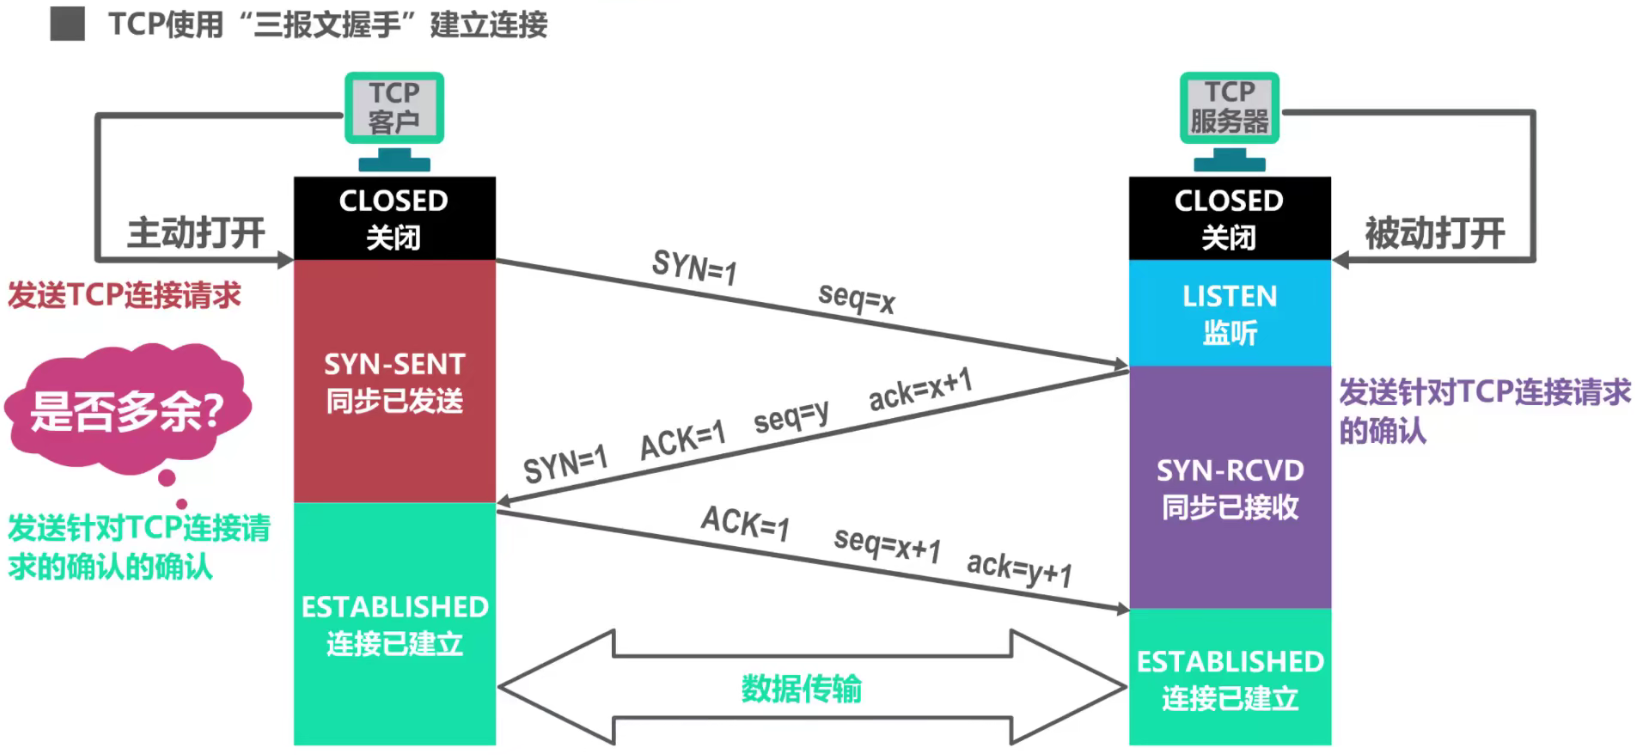 TCP使用“三报文握手”建立连接
TCP
客户
TCP
服务器
CLOSED
关闭
CLOSED
关闭
主动打开
被动打开
发送TCP连接请求
SYN=1 seq=x
LISTEN
监听
SYN-SENT
同步已发送
是否多余?
SYN=1 ACK=1 seq=y ack=x+1
发送针对TCP连接请求
的确认
SYN-RCVD
同步已接收
发送针对TCP连接请
求的确认的确认
ACK=1 seq=x+1 ack=y+1
ESTABLISHED
连接已建立
数据传输
ESTABLISHED
连接已建立